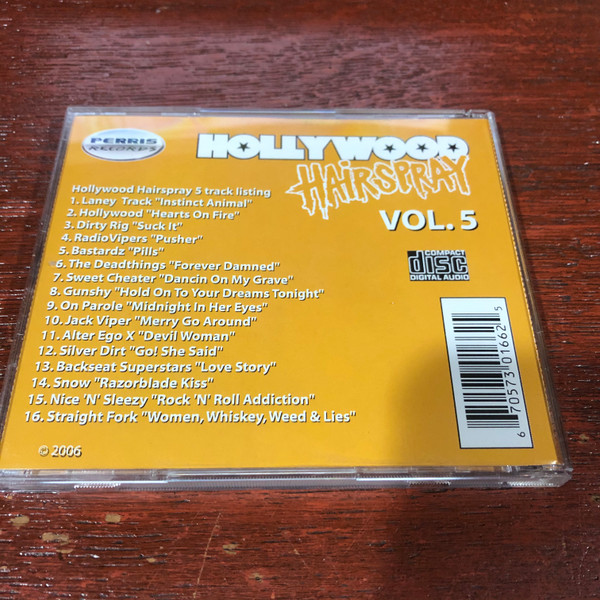 PERRIS
RECORDS
HOLLYWOOD
HAIRSPRAY
VOL. 5
Hollywood Hairspray 5 track listing
1. Laney Track "Instinct Animal"
2. Hollywood "Hearts On Fire"
3. Dirty Rig "Suck It"
4. RadioVipers "Pusher"
5. Bastardz "Pills"
6. The Deadthings "Forever Damned"
7. Sweet Cheater "Dancin On My Grave"
8. Gunshy "Hold On To Your Dreams Tonight"
9. On Parole "Midnight In Her Eyes"
10. Jack Viper "Merry Go Around"
11. Alter Ego X "Devil Woman"
12. Silver Dirt "Go! She Said"
13. Backseat Superstars "Love Story"
14. Snow "Razorblade Kiss"
15. Nice 'N' Sleezy "Rock 'N' Roll Addiction"
16. Straight Fork "Women, Whiskey, Weed & Lies"
© 2006
COMPACT
disc
DIGITAL AUDIO
6 70573 01662 5